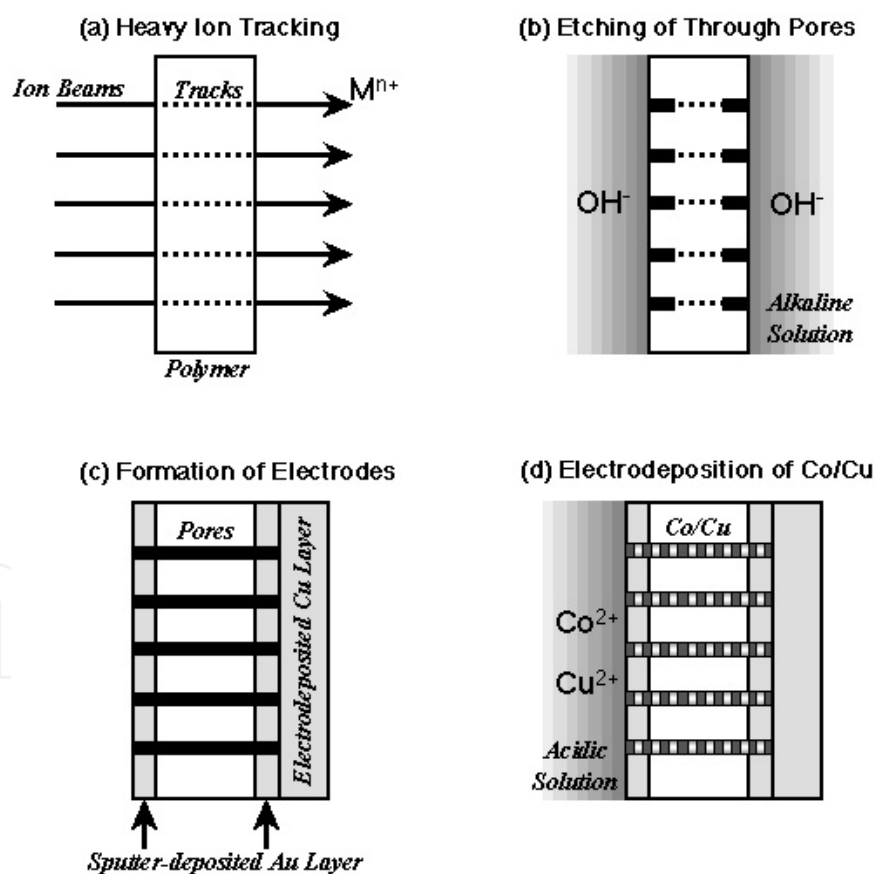 (a) Heavy Ion Tracking
Ion Beams
Tracks
Mⁿ⁺
Polymer
(b) Etching of Through Pores
OH⁻
OH⁻
Alkaline
Solution
(c) Formation of Electrodes
Pores
Electrodeposited Cu Layer
Sputter-deposited Au Layer
(d) Electrodeposition of Co/Cu
Co/Cu
Co²⁺
Cu²⁺
Acidic
Solution